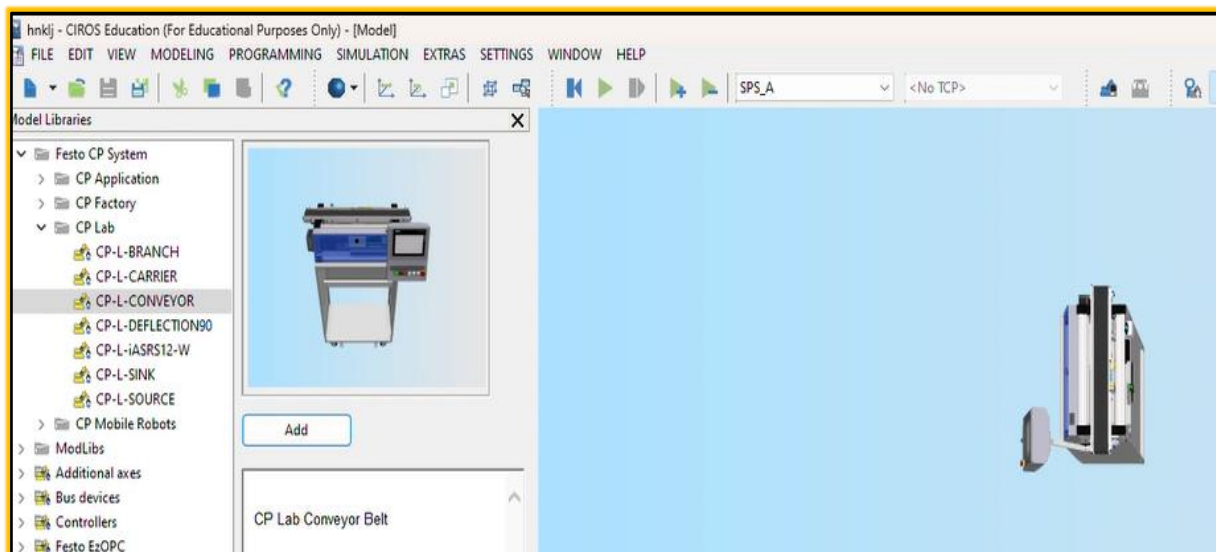 hnklj - CIROS Education (For Educational Purposes Only) - [Model]
FILE EDIT VIEW MODELING PROGRAMMING SIMULATION EXTRAS SETTINGS WINDOW HELP
SPS_A <No TCP>
Model Libraries
Festo CP System
CP Application
CP Factory
CP Lab
CP-L-BRANCH
CP-L-CARRIER
CP-L-CONVEYOR
CP-L-DEFLECTION90
CP-L-iASRS12-W
CP-L-SINK
CP-L-SOURCE
CP Mobile Robots
ModLibs
Additional axes
Bus devices
Controllers
Festo EzOPC
Add
CP Lab Conveyor Belt